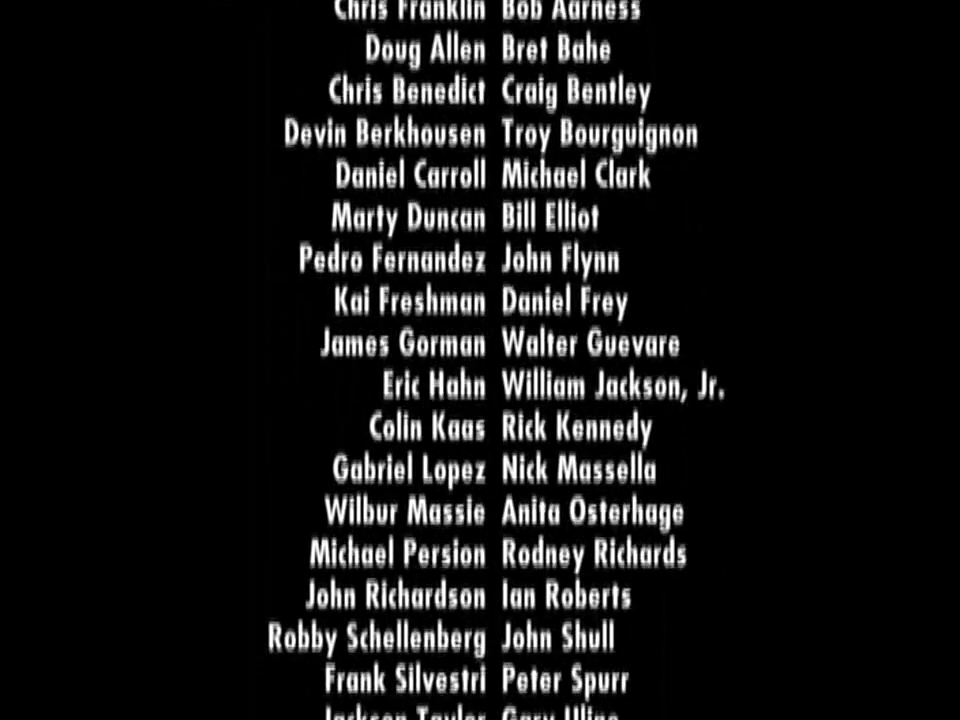 Chris Franklin Bob Aarness
Doug Allen Bret Bahe
Chris Benedict Craig Bentley
Devin Berkhousen Troy Bourguignon
Daniel Carroll Michael Clark
Marty Duncan Bill Elliot
Pedro Fernandez John Flynn
Kai Freshman Daniel Frey
James Gorman Walter Guevare
Eric Hahn William Jackson, Jr.
Colin Kaas Rick Kennedy
Gabriel Lopez Nick Massella
Wilbur Massie Anita Osterhage
Michael Persion Rodney Richards
John Richardson Ian Roberts
Robby Schellenberg John Shull
Frank Silvestri Peter Spurr
Jackson Taylor Gary Uline